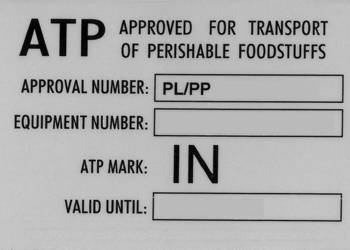 ATP APPROVED FOR TRANSPORT
OF PERISHABLE FOODSTUFFS
APPROVAL NUMBER: PL/PP
EQUIPMENT NUMBER:
ATP MARK: IN
VALID UNTIL: